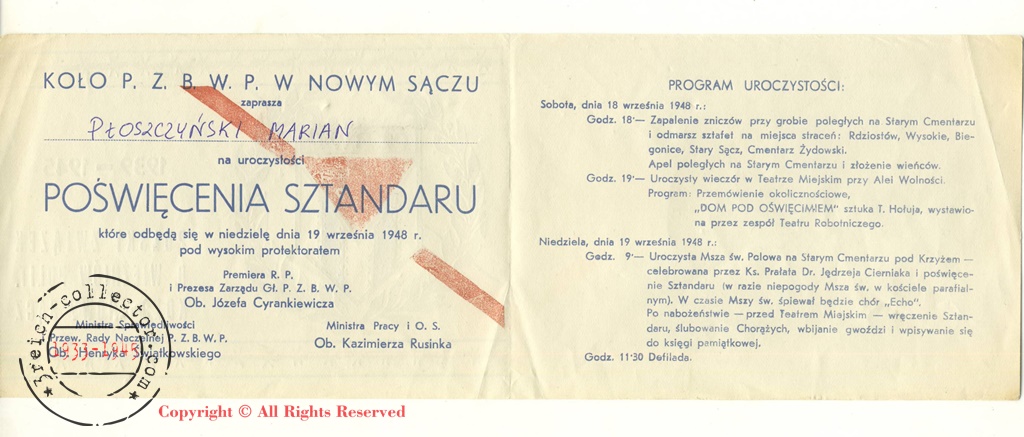 KOŁO P. Z. B. W. P. W NOWYM SĄCZU
zaprasza
PŁOSZCZYŃSKI MARIAN
na uroczystości
POŚWIĘCENIA SZTANDARU
które odbędą się w niedzielę dnia 19 września 1948 r.
pod wysokim protektoratem
Premiera R. P.
i Prezesa Zarządu Gł. P. Z. B. W. P.
Ob. Józefa Cyrankiewicza
Ministra Sprawiedliwości
Przew. Rady Naczelnej P. Z. B. W. P.
Ob. Henryka Świątkowskiego
Ministra Pracy i O. S.
Ob. Kazimierza Rusinka
3reich-collector.com
1933-1945
Copyright © All Rights Reserved
PROGRAM UROCZYSTOŚCI:
Sobota, dnia 18 września 1948 r.:
Godz. 18·— Zapalenie zniczów przy grobie poległych na Starym Cmentarzu
i odmarsz sztafet na miejsca straceń: Rdziostów, Wysokie, Bie-
gonice, Stary Sącz, Cmentarz Żydowski.
Apel poległych na Starym Cmentarzu i złożenie wieńców.
Godz. 19·— Uroczysty wieczór w Teatrze Miejskim przy Alei Wolności.
Program: Przemówienie okolicznościowe,
„DOM POD OŚWIĘCIMIEM" sztuka T. Hołuja, wystawio-
na przez zespół Teatru Robotniczego.
Niedziela, dnia 19 września 1948 r.:
Godz. 9·— Uroczysta Msza św. Polowa na Starym Cmentarzu pod Krzyżem —
celebrowana przez Ks. Prałata Dr. Jędrzeja Cierniaka i poświęce-
nie Sztandaru (w razie niepogody Msza św. w kościele parafial-
nym). W czasie Mszy św. śpiewał będzie chór „Echo".
Po nabożeństwie — przed Teatrem Miajskim — wręczenie Sztan-
daru, ślubowanie Chorążych, wbijanie gwoździ i wpisywanie się
do księgi pamiątkowej.
Godz. 11·30 Defilada.